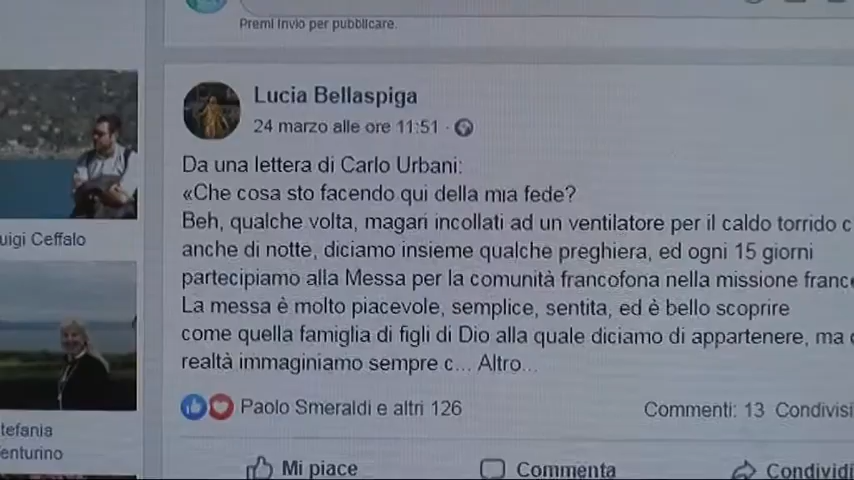 Premi Invio per pubblicare.
Lucia Bellaspiga
24 marzo alle ore 11:51 ·
Da una lettera di Carlo Urbani:
«Che cosa sto facendo qui della mia fede?
Beh, qualche volta, magari incollati ad un ventilatore per il caldo torrido c
anche di notte, diciamo insieme qualche preghiera, ed ogni 15 giorni
partecipiamo alla Messa per la comunità francofona nella missione france
La messa è molto piacevole, semplice, sentita, ed è bello scoprire
come quella famiglia di figli di Dio alla quale diciamo di appartenere, ma
realtà immaginiamo sempre c... Altro...
Paolo Smeraldi e altri 126
Commenti: 13 Condivisi
Mi piace
Commenta
Condividi
uigi Ceffalo
tefania
enturino